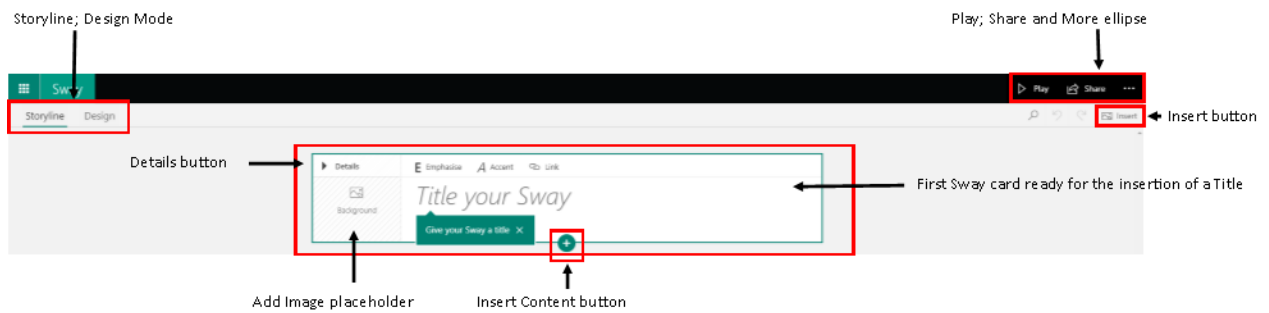 Storyline; Design Mode
Play; Share and More ellipse
Sway
Play
Share
Storyline
Design
Insert
Insert button
Details button
Details
Emphasise
Accent
Link
Title your Sway
Background
First Sway card ready for the insertion of a Title
Give your Sway a title
Add Image placeholder
Insert Content button